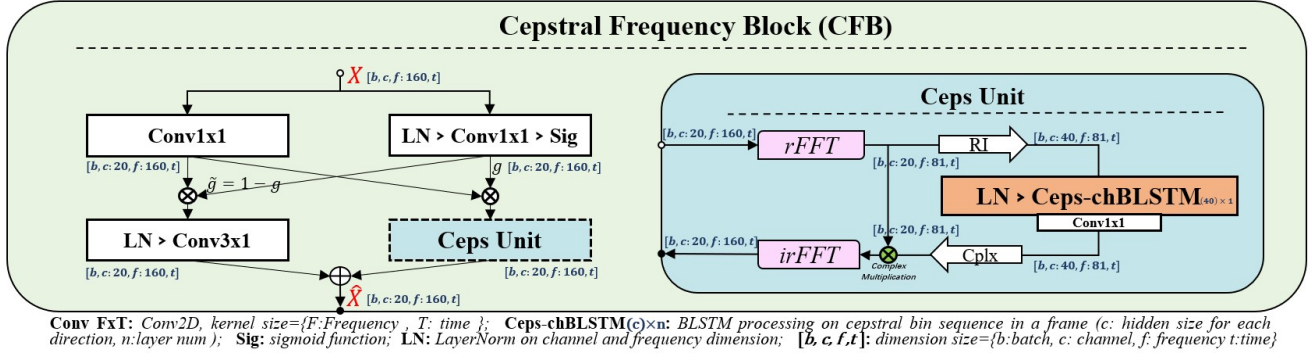 Cepstral Frequency Block (CFB)
X [b, c, f: 160, t]
Conv1x1
LN > Conv1x1 > Sig
[b, c: 20, f: 160, t]
g [b, c: 20, f: 160, t]
g̃ = 1 − g
LN > Conv3x1
Ceps Unit
[b, c: 20, f: 160, t]
[b, c: 20, f: 160, t]
X̂ [b, c: 20, f: 160, t]
Ceps Unit
[b, c: 20, f: 160, t]
rFFT
[b, c: 20, f: 81, t]
RI
[b, c: 40, f: 81, t]
LN > Ceps-chBLSTM(40)×1
Conv1x1
[b, c: 40, f: 81, t]
Cplx
[b, c: 20, f: 81, t]
Complex
Multiplication
irFFT
[b, c: 20, f: 160, t]
Conv FxT: Conv2D, kernel size={F:Frequency , T: time }; Ceps-chBLSTM(c)×n: BLSTM processing on cepstral bin sequence in a frame (c: hidden size for each
direction, n:layer num ); Sig: sigmoid function; LN: LayerNorm on channel and frequency dimension; [b, c, f,t]: dimension size={b:batch, c: channel, f: frequency t:time}